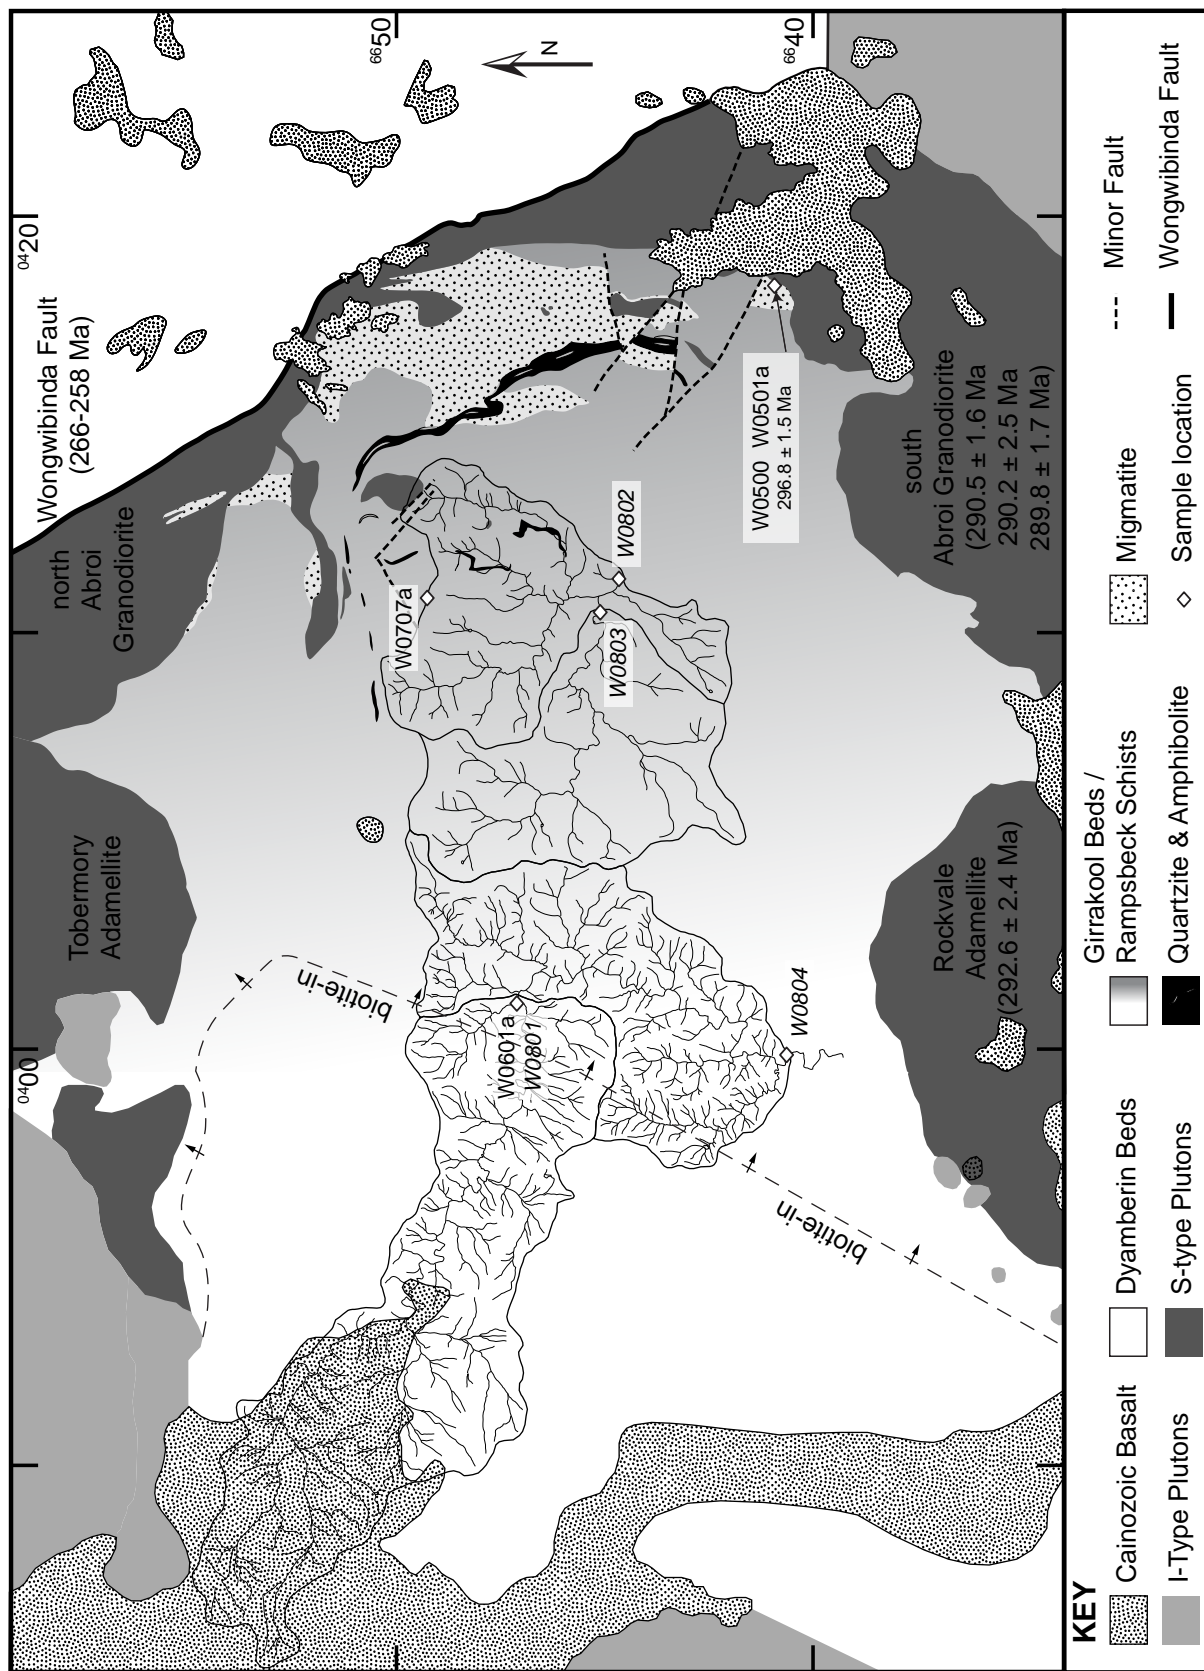 0400
0420
6650
6640
N
Wongwibinda Fault
(266-258 Ma)
north
Abroi
Granodiorite
Tobermory
Adamellite
biotite-in
W0707a
W0802
W0803
W0601a
W0801
W0804
biotite-in
W0500 W0501a
296.8 ± 1.5 Ma
south
Abroi Granodiorite
(290.5 ± 1.6 Ma
290.2 ± 2.5 Ma
289.8 ± 1.7 Ma)
Rockvale
Adamellite
(292.6 ± 2.4 Ma)
KEY
Cainozoic Basalt
I-Type Plutons
Dyamberin Beds
S-type Plutons
Girrakool Beds /
Rampsbeck Schists
Quartzite & Amphibolite
Migmatite
Sample location
Minor Fault
Wongwibinda Fault